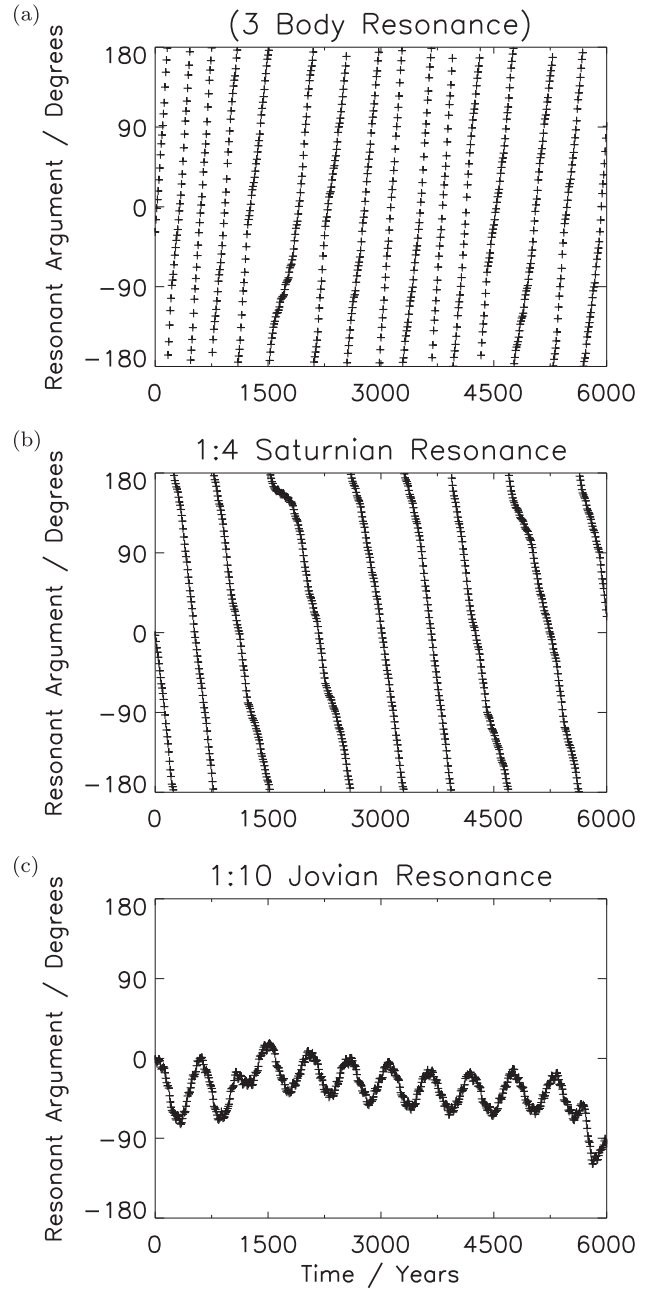 (a)
(3 Body Resonance)
Resonant Argument / Degrees
180
90
0
−90
−180
0 1500 3000 4500 6000
(b)
1:4 Saturnian Resonance
Resonant Argument / Degrees
180
90
0
−90
−180
0 1500 3000 4500 6000
(c)
1:10 Jovian Resonance
Resonant Argument / Degrees
180
90
0
−90
−180
0 1500 3000 4500 6000
Time / Years